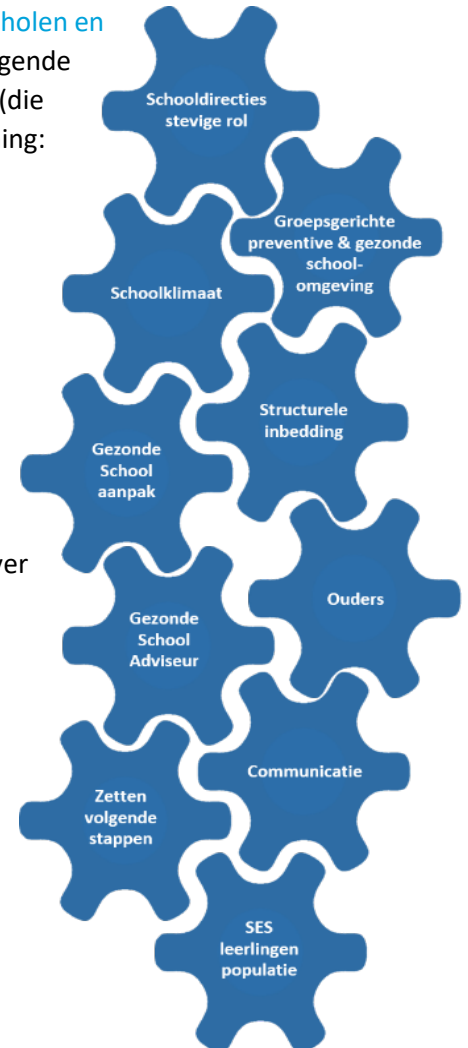 holen en
gende
(die
ing:
ver
Schooldirecties
stevige rol
Groepsgerichte
preventive & gezonde
school-
omgeving
Schoolklimaat
Structurele
inbedding
Gezonde
School
aanpak
Ouders
Gezonde
School
Adviseur
Communicatie
Zetten
volgende
stappen
SES
leerlingen
populatie